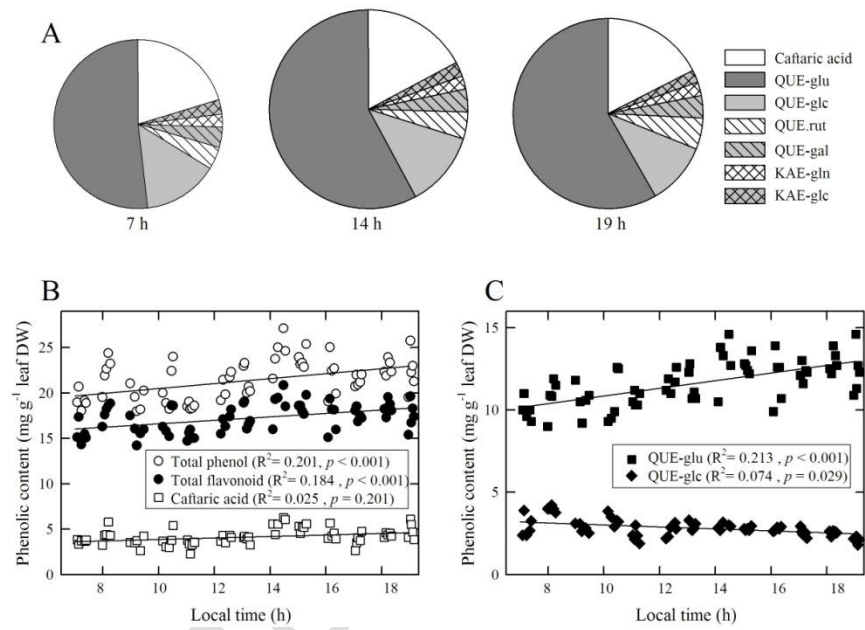 A
7 h
14 h
19 h
Caftaric acid
QUE-glu
QUE-glc
QUE.rut
QUE-gal
KAE-gln
KAE-glc
B
Phenolic content (mg g⁻¹ leaf DW)
25
20
15
10
5
0
Total phenol (R²= 0.201, p < 0.001)
Total flavonoid (R²= 0.184 , p < 0.001)
Caftaric acid (R²= 0.025 , p = 0.201)
8 10 12 14 16 18
Local time (h)
C
Phenolic content (mg g⁻¹ leaf DW)
15
10
5
0
QUE-glu (R²= 0.213 , p < 0.001)
QUE-glc (R²= 0.074 , p = 0.029)
8 10 12 14 16 18
Local time (h)